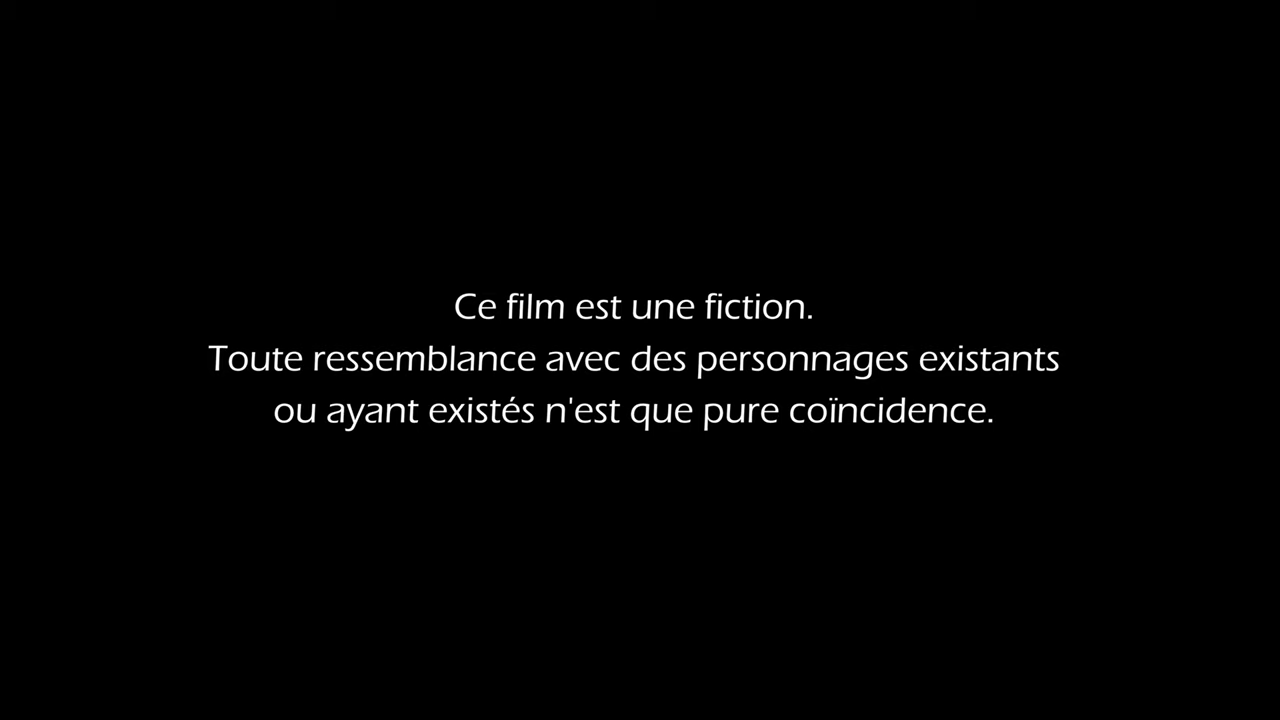 Ce film est une fiction.
Toute ressemblance avec des personnages existants
ou ayant existés n'est que pure coïncidence.